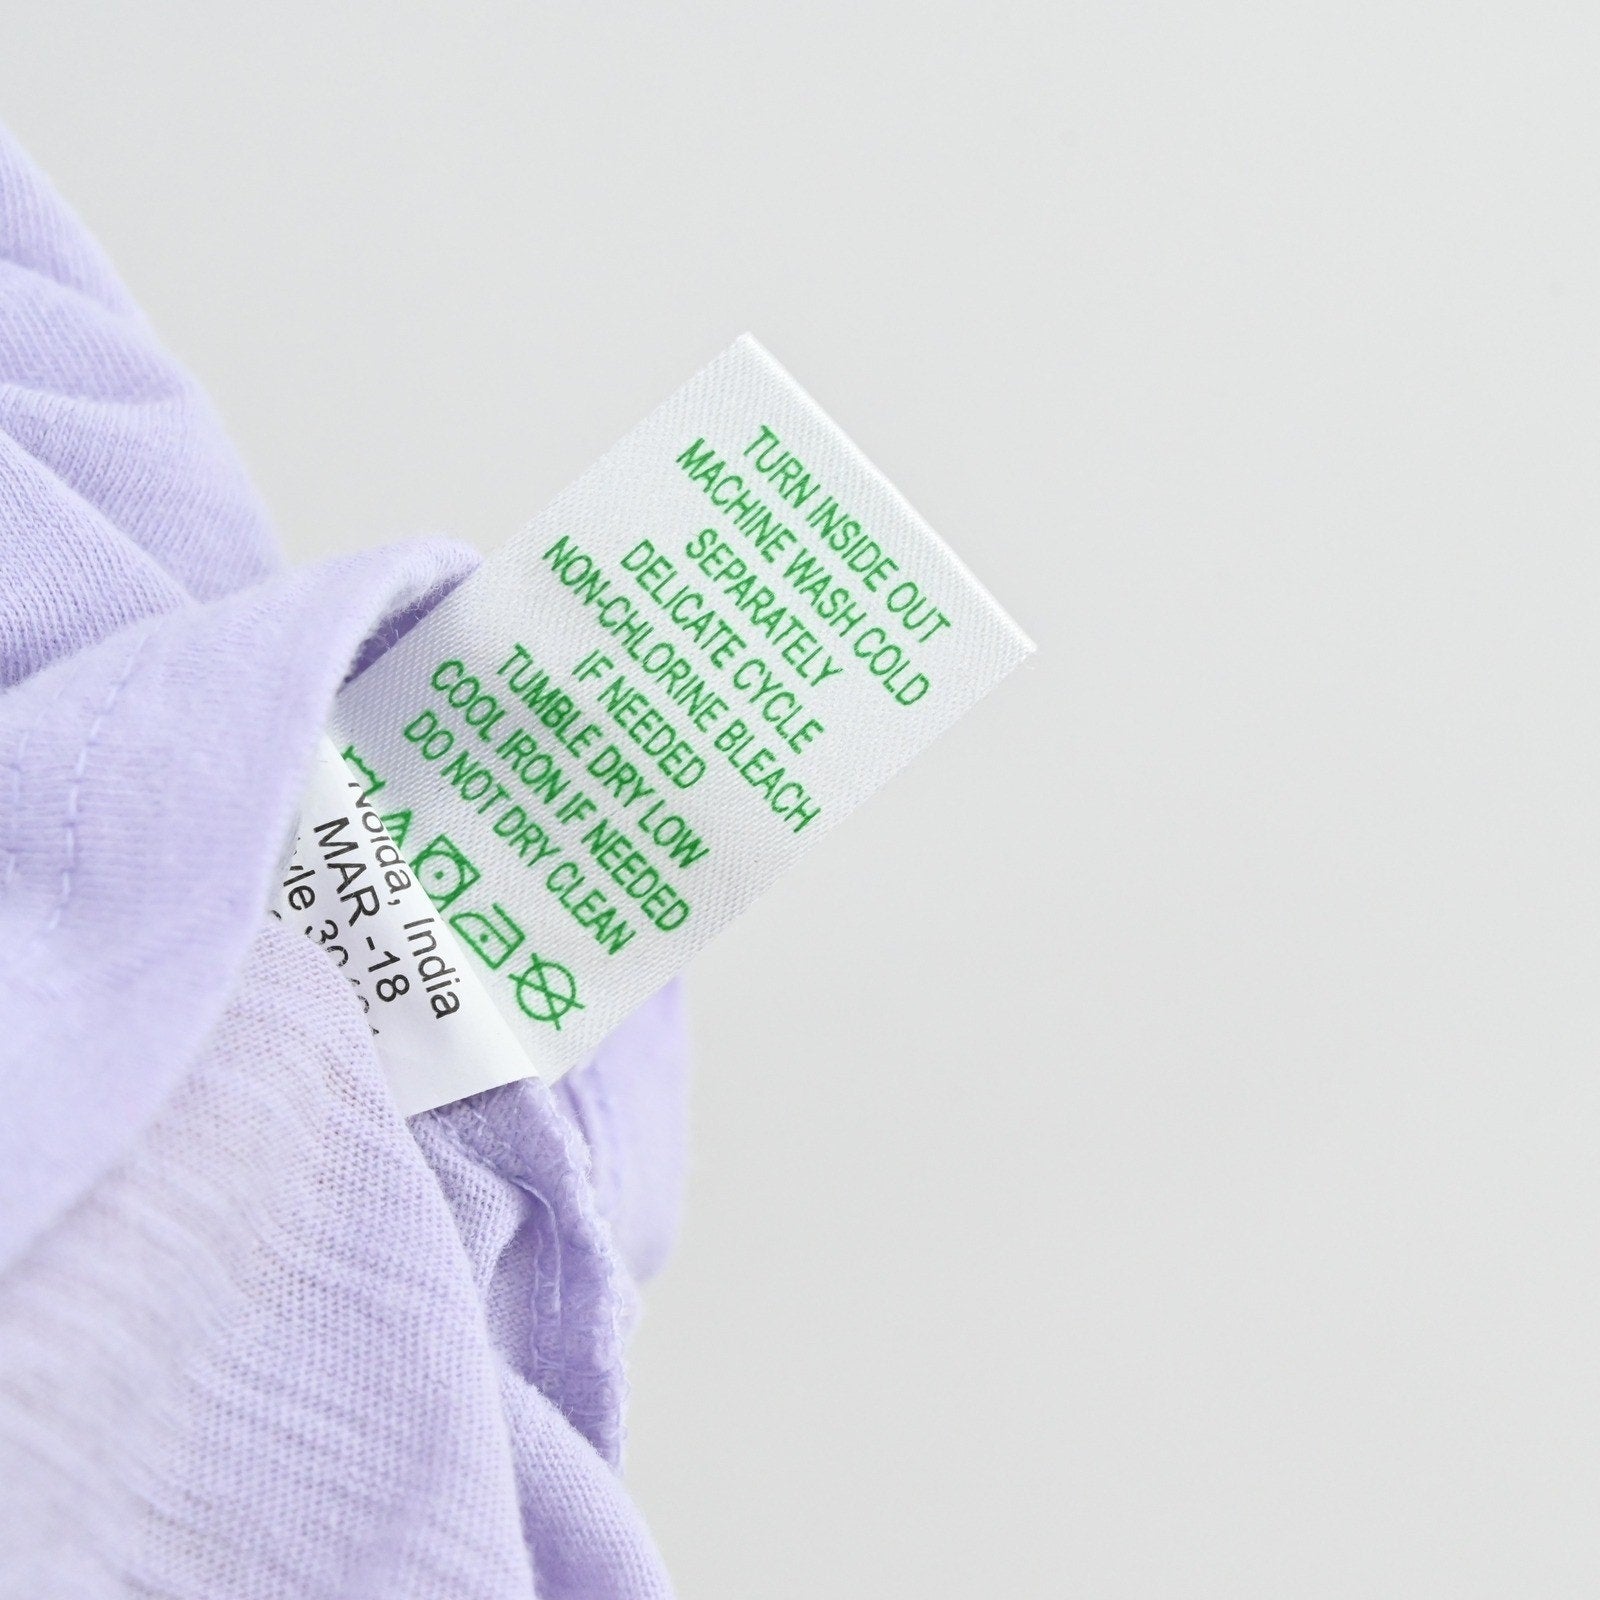 TURN INSIDE OUT
MACHINE WASH COLD
SEPARATELY
DELICATE CYCLE
NON-CHLORINE BLEACH
IF NEEDED
TUMBLE DRY LOW
COOL IRON IF NEEDED
DO NOT DRY CLEAN
Noida, India
MAR -18